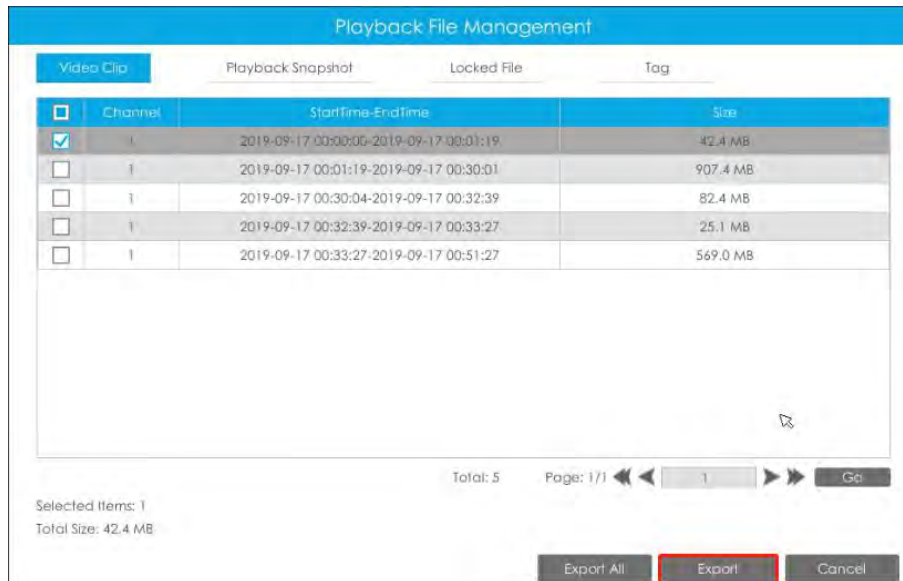 Playback File Management
Video Clip Playback Snapshot Locked File Tag
Channel StartTime-EndTime Size
1 2019-09-17 00:00:00-2019-09-17 00:01:19 42.4 MB
1 2019-09-17 00:01:19-2019-09-17 00:30:01 907.4 MB
1 2019-09-17 00:30:04-2019-09-17 00:32:39 82.4 MB
1 2019-09-17 00:32:39-2019-09-17 00:33:27 25.1 MB
1 2019-09-17 00:33:27-2019-09-17 00:51:27 569.0 MB
Total: 5 Page: 1/1 1 Go
Selected Items: 1
Total Size: 42.4 MB
Export All Export Cancel